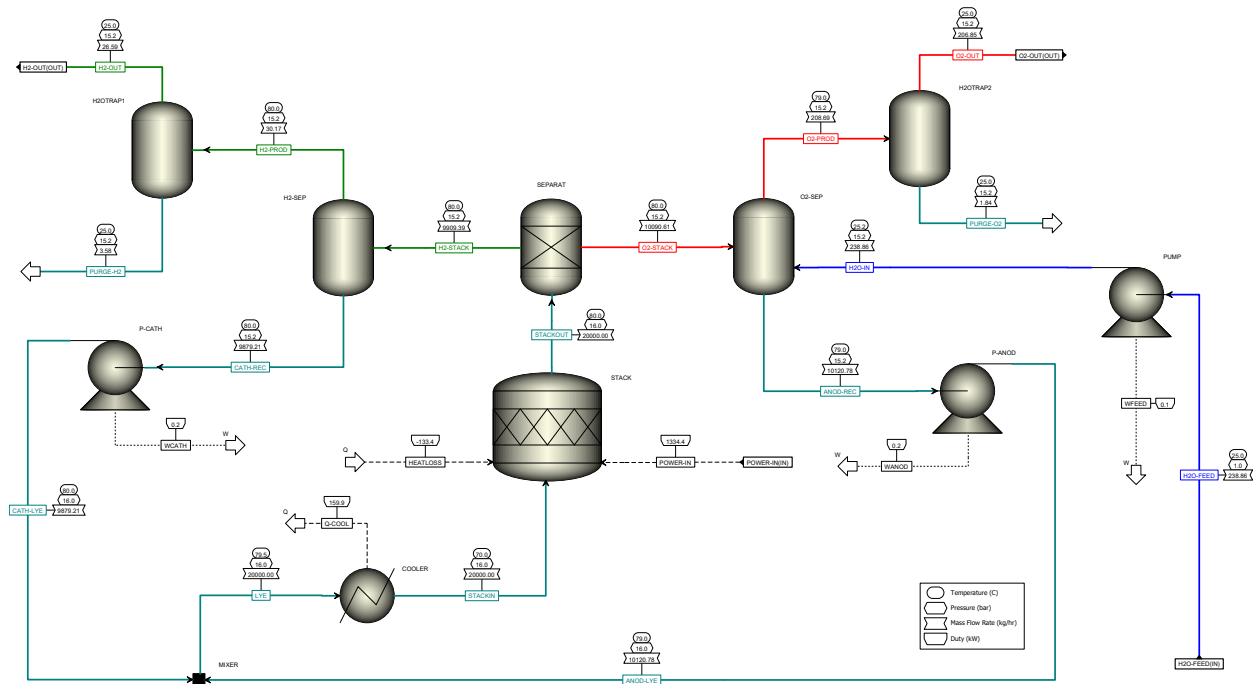 25.0
15.2
26.59
H2-OUT(OUT)
H2-OUT
H2OTRAP1
80.0
15.2
30.17
H2-PROD
25.0
15.2
3.58
PURGE-H2
H2-SEP
80.0
15.2
9909.39
H2-STACK
SEPARAT
80.0
15.2
10090.61
O2-STACK
79.0
15.2
208.69
O2-PROD
O2-SEP
25.0
15.2
206.85
O2-OUT
O2-OUT(OUT)
H2OTRAP2
25.0
15.2
1.84
PURGE-O2
25.2
15.2
238.86
H2O-IN
PUMP
P-CATH
80.0
15.2
9879.21
CATH-REC
0.2
WCATH
W
STACKOUT
80.0
16.0
20000.00
STACK
79.0
15.2
10120.78
ANOD-REC
P-ANOD
0.2
WANOD
W
WFEED
0.1
W
Q
-133.4
HEATLOSS
1334.4
POWER-IN
POWER-IN(IN)
H2O-FEED
25.0
1.0
238.86
CATH-LYE
80.0
16.0
9879.21
159.9
Q-COOL
Q
79.5
16.0
20000.00
LYE
COOLER
70.0
16.0
20000.00
STACKIN
Temperature (C)
Pressure (bar)
Mass Flow Rate (kg/hr)
Duty (kW)
MIXER
79.0
16.0
10120.78
ANOD-LYE
H2O-FEED(IN)